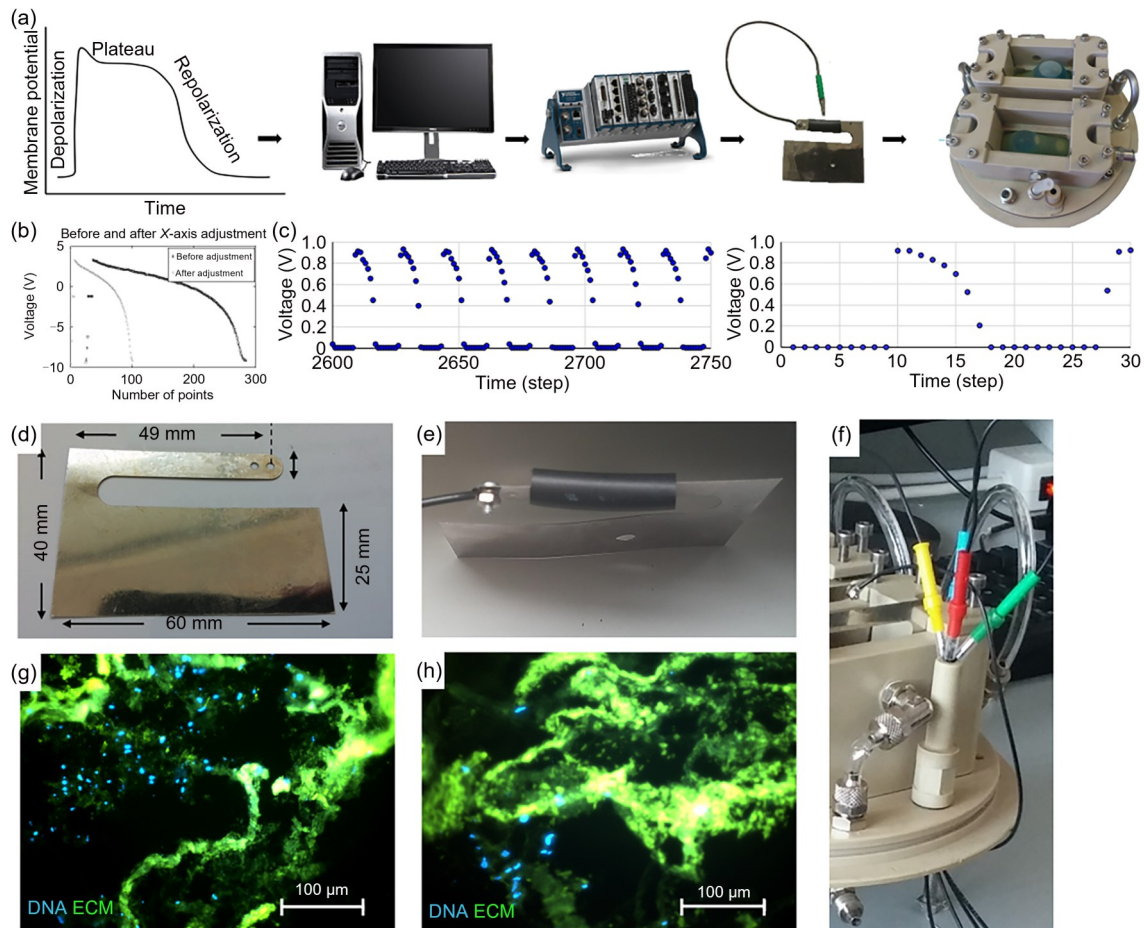 (a)
Membrane potential
Depolarization
Plateau
Repolarization
Time
(b)
Before and after X-axis adjustment
Before adjustment
After adjustment
Voltage (V)
5
0
−5
−10
0
100
200
300
Number of points
(c)
Voltage (V)
1.0
0.8
0.6
0.4
0.2
0
2600
2650
2700
2750
Time (step)
Voltage (V)
1.0
0.8
0.6
0.4
0.2
0
0
5
10
15
20
25
30
Time (step)
(d)
49 mm
40 mm
25 mm
60 mm
(e)
(f)
(g)
DNA ECM
100 µm
(h)
DNA ECM
100 µm